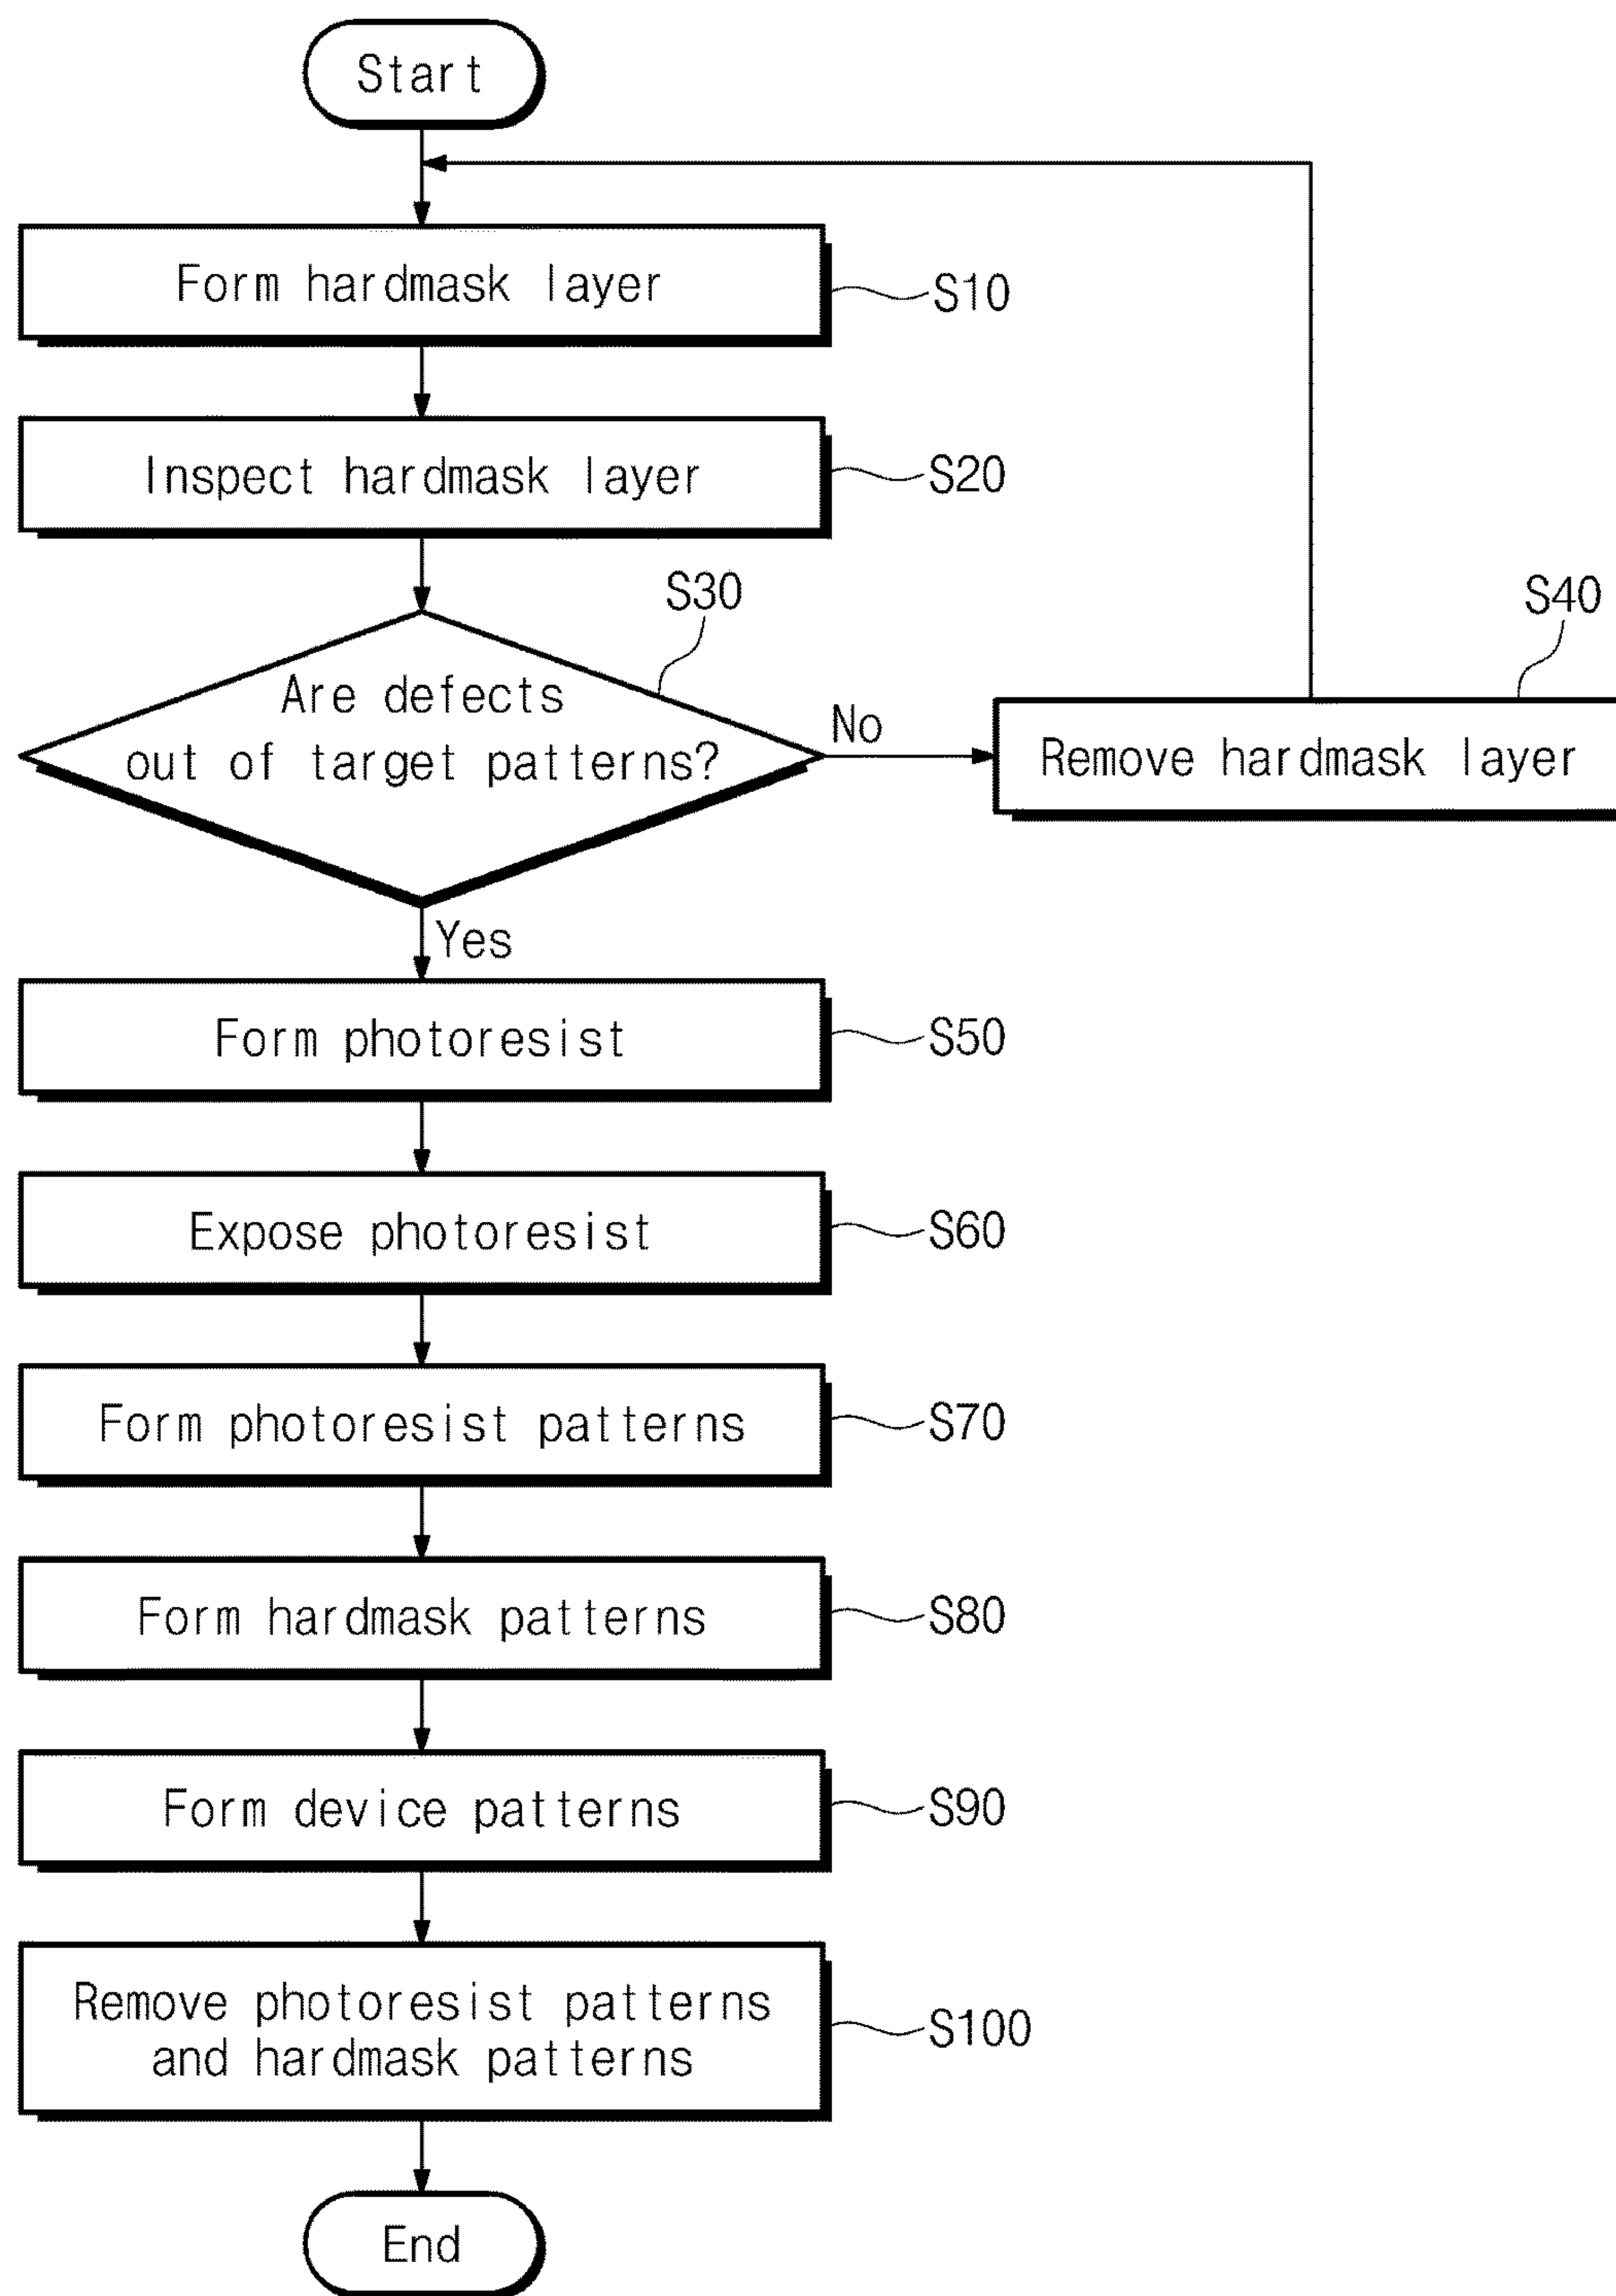 Start
Form hardmask layer
S10
Inspect hardmask layer
S20
S30
Are defects
out of target patterns?
No
S40
Remove hardmask layer
Yes
Form photoresist
S50
Expose photoresist
S60
Form photoresist patterns
S70
Form hardmask patterns
S80
Form device patterns
S90
Remove photoresist patterns
and hardmask patterns
S100
End